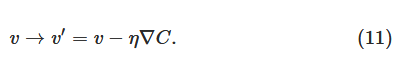 v → v′ = v − η∇C. (11)